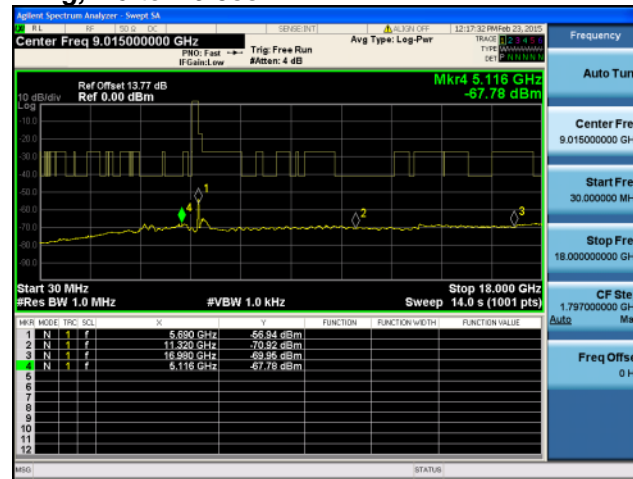 Agilent Spectrum Analyzer - Swept SA
RL RF 50 Ω DC SENSE:INT ALIGN OFF 12:17:32 PM Feb 23, 2015
Center Freq 9.015000000 GHz
PNO: Fast
IFGain:Low
Trig: Free Run
#Atten: 4 dB
Avg Type: Log-Pwr
TRACE 1 2 3 4 5
TYPE
DET P N N N N N
Mkr4 5.116 GHz
-67.78 dBm
Ref Offset 13.77 dB
10 dB/div Ref 0.00 dBm
Log
-10.0
-20.0
-30.0
-40.0
-50.0
-60.0
-70.0
-80.0
-90.0
1
4
2
3
Start 30 MHz Stop 18.000 GHz
#Res BW 1.0 MHz #VBW 1.0 kHz Sweep 14.0 s (1001 pts)
MKR MODE TRC SCL X Y FUNCTION FUNCTION WIDTH FUNCTION VALUE
1 N 1 f 5.690 GHz -56.94 dBm
2 N 1 f 11.320 GHz -70.92 dBm
3 N 1 f 16.980 GHz -69.95 dBm
4 N 1 f 5.116 GHz -67.78 dBm
5
6
7
8
9
10
11
12
MSG STATUS
Frequency
Auto Tun
Center Fre
9.015000000 GH
Start Fre
30.000000 MH
Stop Fre
18.000000000 GH
CF Ste
1.797000000 G
Auto Ma
Freq Offse
0 H